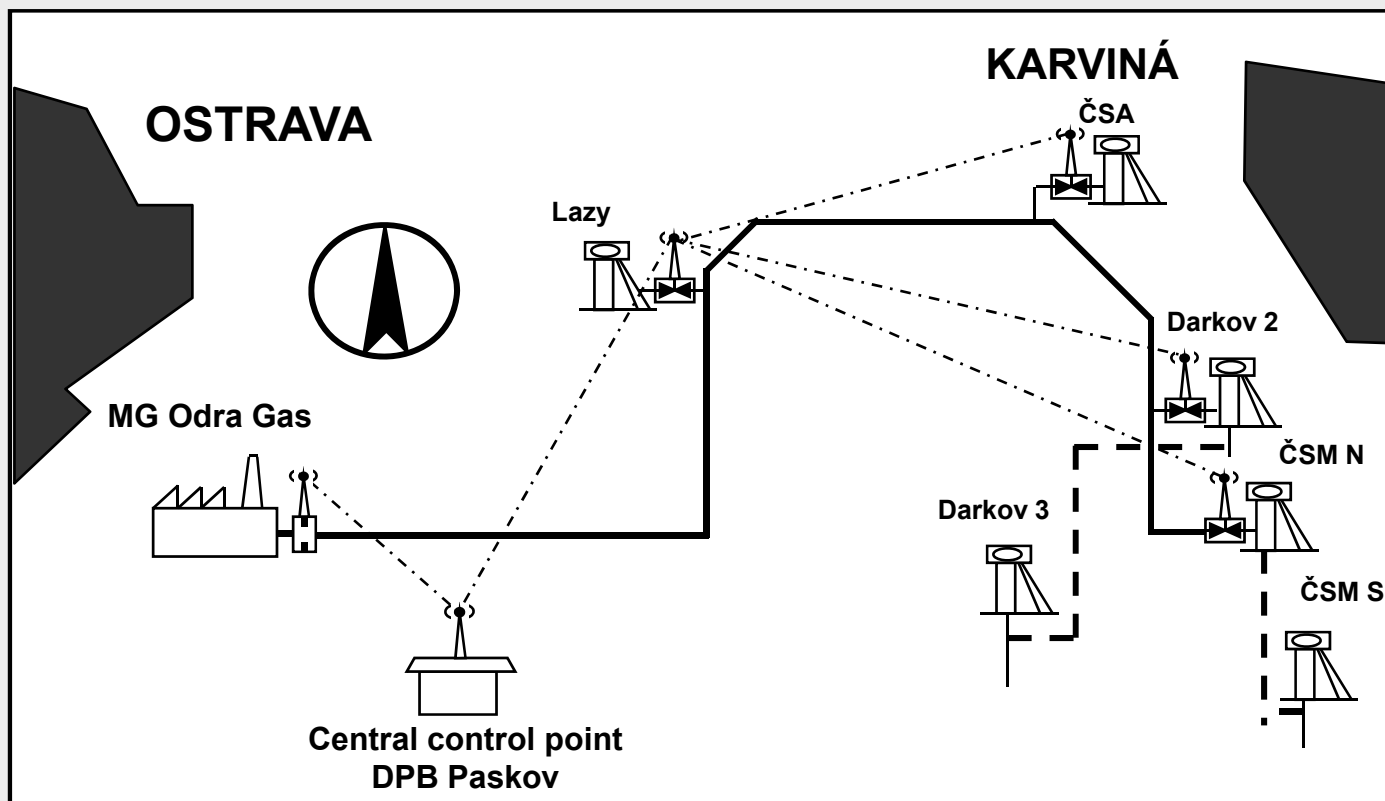 KARVINÁ
OSTRAVA
ČSA
Lazy
Darkov 2
MG Odra Gas
ČSM N
Darkov 3
ČSM S
Central control point
DPB Paskov